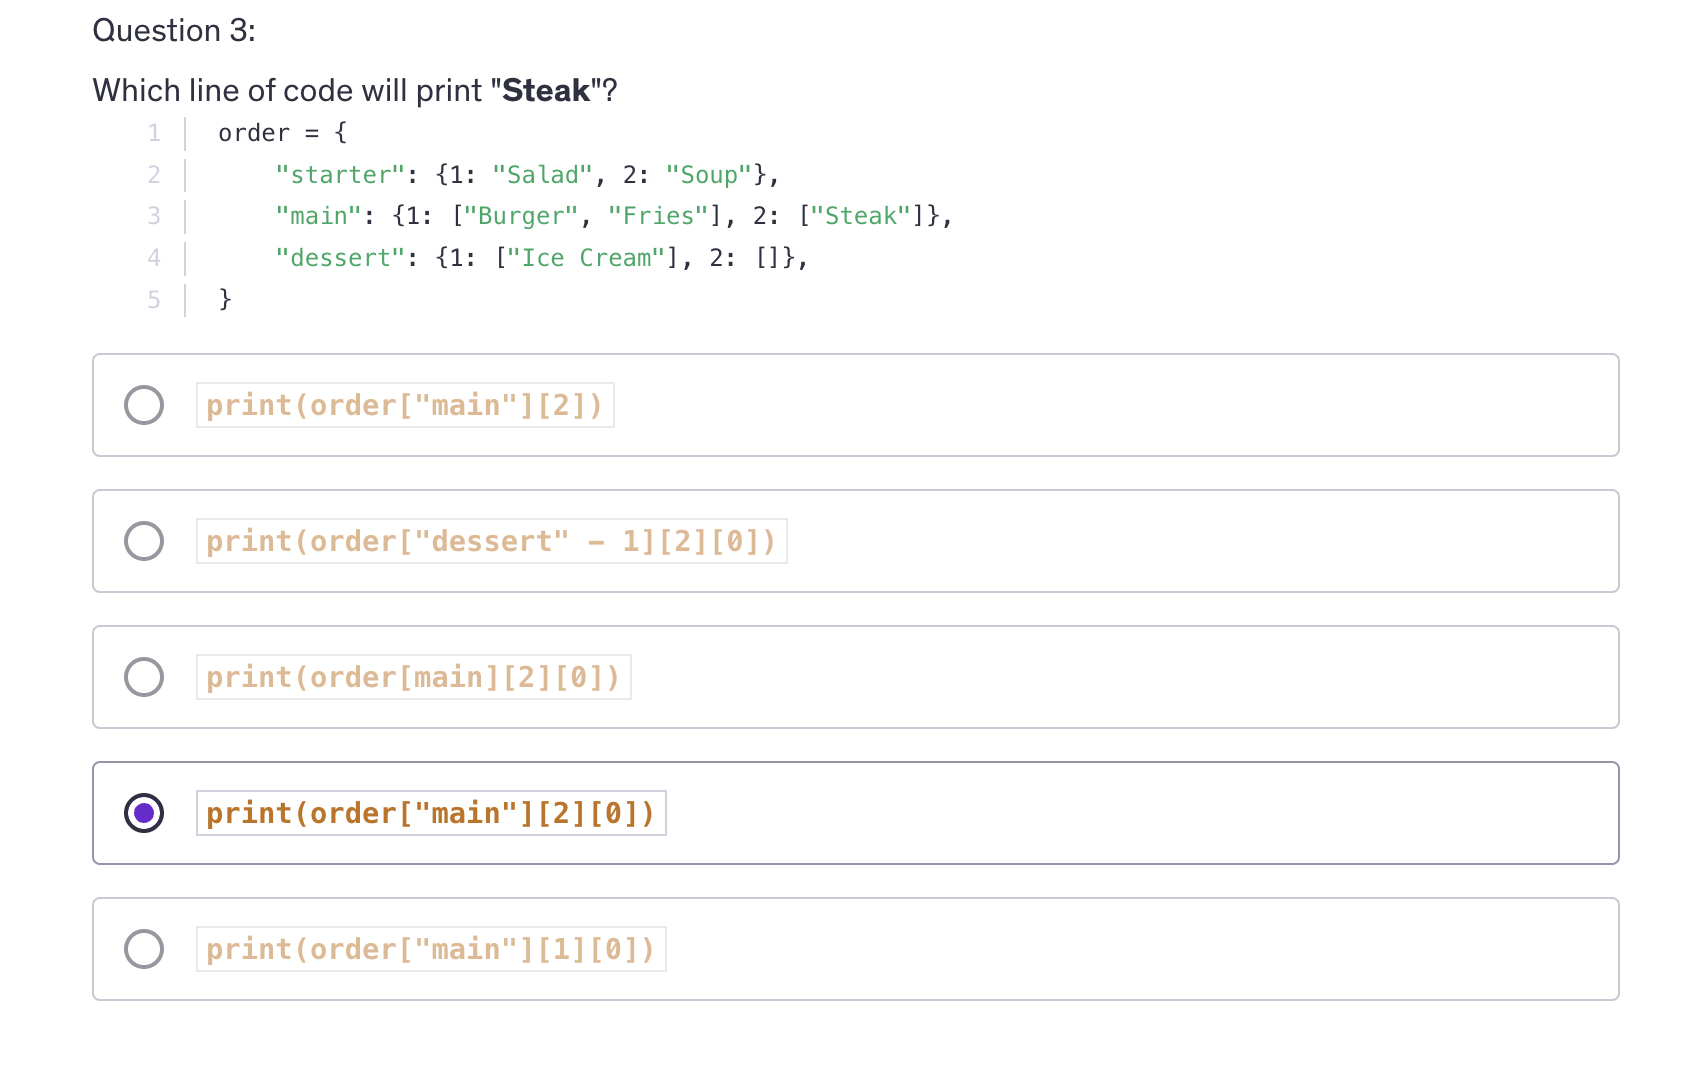 Question 3:
Which line of code will print "Steak"?
1 order = {
2     "starter": {1: "Salad", 2: "Soup"},
3     "main": {1: ["Burger", "Fries"], 2: ["Steak"]},
4     "dessert": {1: ["Ice Cream"], 2: []},
5 }
print(order["main"][2])
print(order["dessert" – 1][2][0])
print(order[main][2][0])
print(order["main"][2][0])
print(order["main"][1][0])